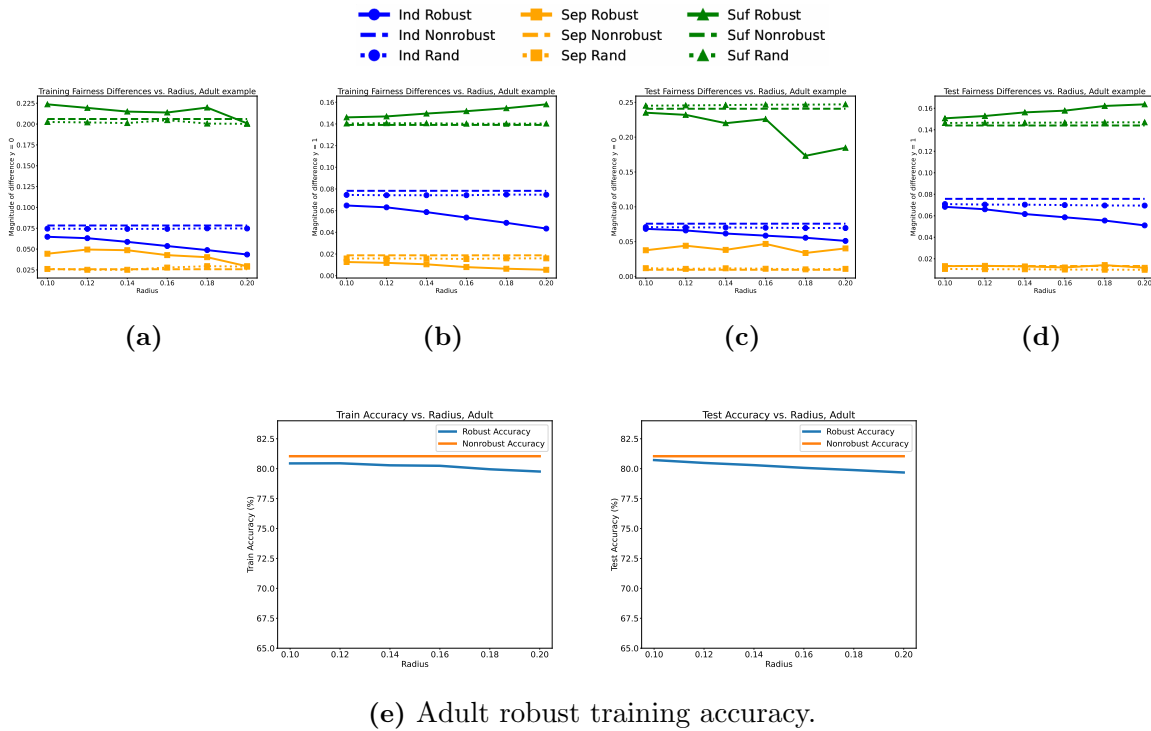 Ind Robust
Ind Nonrobust
Ind Rand
Sep Robust
Sep Nonrobust
Sep Rand
Suf Robust
Suf Nonrobust
Suf Rand
Training Fairness Differences vs. Radius, Adult example
Magnitude of difference y = 0
0.225
0.200
0.175
0.150
0.125
0.100
0.075
0.050
0.025
0.10 0.12 0.14 0.16 0.18 0.20
Radius
(a)
Training Fairness Differences vs. Radius, Adult example
Magnitude of difference y = 1
0.16
0.14
0.12
0.10
0.08
0.06
0.04
0.02
0.00
0.10 0.12 0.14 0.16 0.18 0.20
Radius
(b)
Test Fairness Differences vs. Radius, Adult example
Magnitude of difference y = 0
0.25
0.20
0.15
0.10
0.05
0.00
0.10 0.12 0.14 0.16 0.18 0.20
Radius
(c)
Test Fairness Differences vs. Radius, Adult example
Magnitude of difference y = 1
0.16
0.14
0.12
0.10
0.08
0.06
0.04
0.02
0.10 0.12 0.14 0.16 0.18 0.20
Radius
(d)
Train Accuracy vs. Radius, Adult
Robust Accuracy
Nonrobust Accuracy
Train Accuracy (%)
82.5
80.0
77.5
75.0
72.5
70.0
67.5
65.0
0.10 0.12 0.14 0.16 0.18 0.20
Radius
Test Accuracy vs. Radius, Adult
Robust Accuracy
Nonrobust Accuracy
Test Accuracy (%)
82.5
80.0
77.5
75.0
72.5
70.0
67.5
65.0
0.10 0.12 0.14 0.16 0.18 0.20
Radius
(e) Adult robust training accuracy.